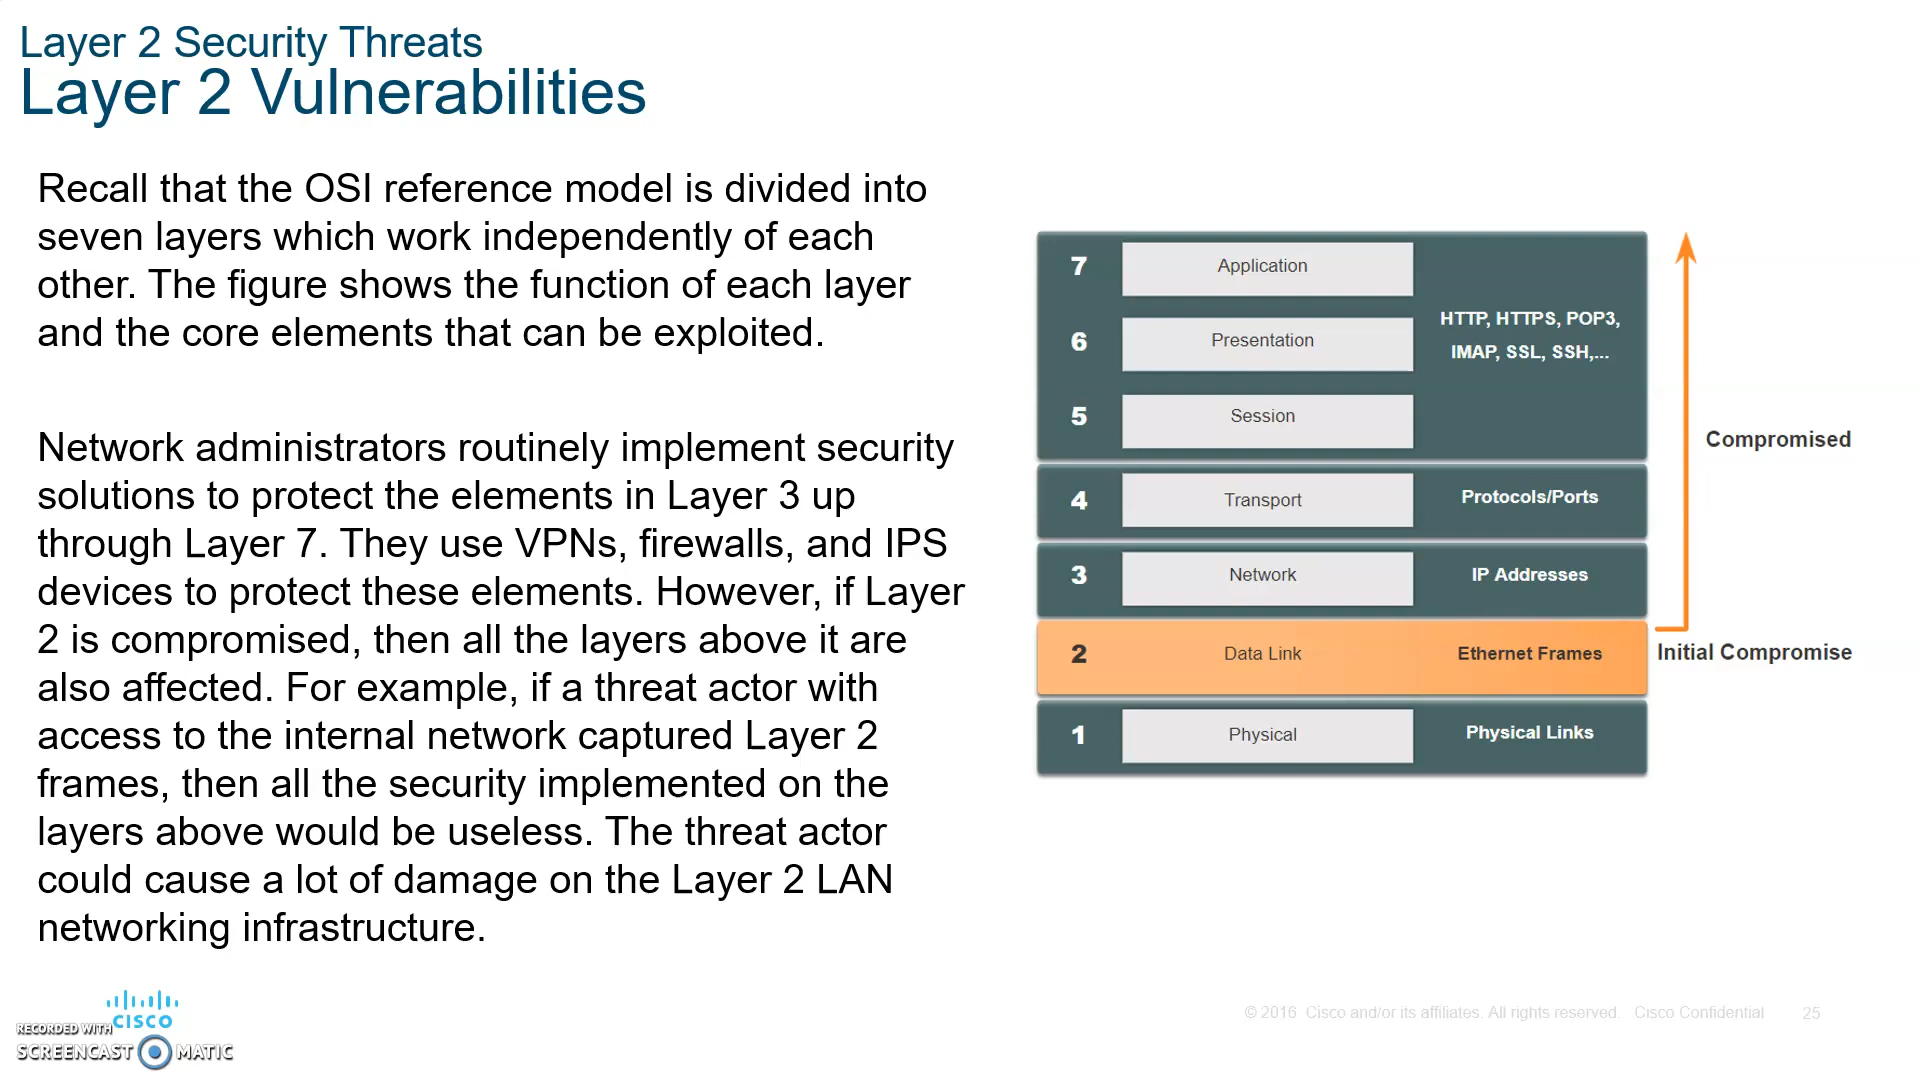 Layer 2 Security Threats
Layer 2 Vulnerabilities
Recall that the OSI reference model is divided into
seven layers which work independently of each
other. The figure shows the function of each layer
and the core elements that can be exploited.
Network administrators routinely implement security
solutions to protect the elements in Layer 3 up
through Layer 7. They use VPNs, firewalls, and IPS
devices to protect these elements. However, if Layer
2 is compromised, then all the layers above it are
also affected. For example, if a threat actor with
access to the internal network captured Layer 2
frames, then all the security implemented on the
layers above would be useless. The threat actor
could cause a lot of damage on the Layer 2 LAN
networking infrastructure.
7 Application
6 Presentation
5 Session
HTTP, HTTPS, POP3,
IMAP, SSL, SSH,...
4 Transport Protocols/Ports
3 Network IP Addresses
2 Data Link Ethernet Frames
1 Physical Physical Links
Compromised
Initial Compromise
CISCO
RECORDED WITH
SCREENCAST MATIC
© 2016 Cisco and/or its affiliates. All rights reserved. Cisco Confidential 25